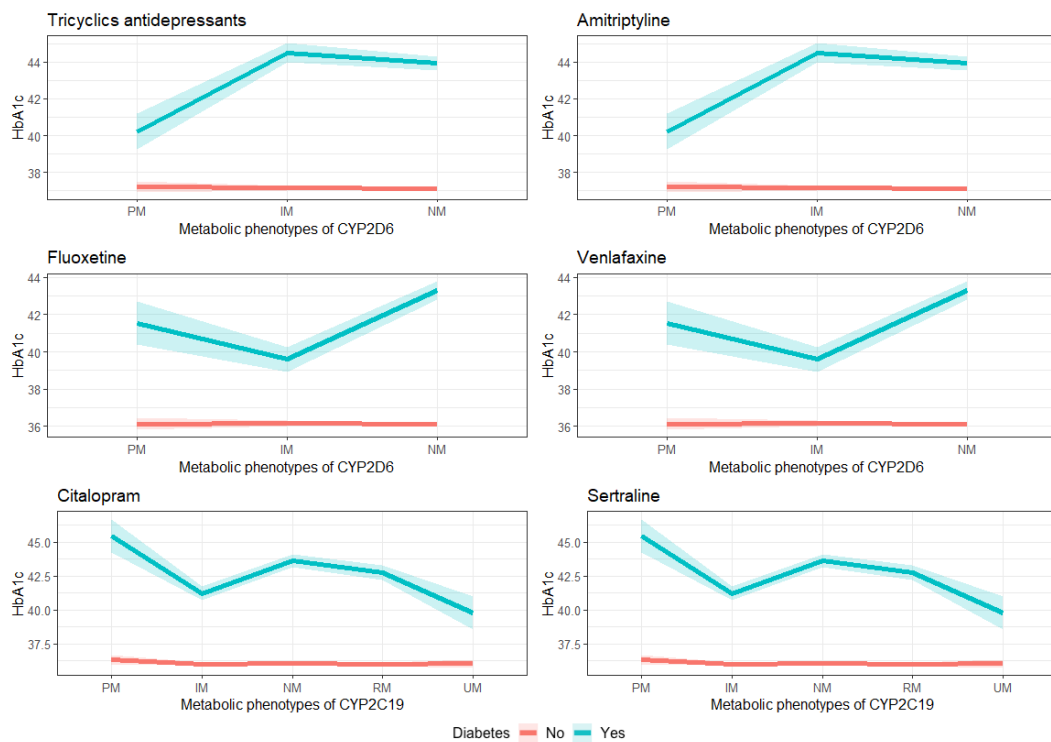 Tricyclics antidepressants
HbA1c
44
42
40
38
PM IM NM
Metabolic phenotypes of CYP2D6
Amitriptyline
HbA1c
44
42
40
38
PM IM NM
Metabolic phenotypes of CYP2D6
Fluoxetine
HbA1c
44
42
40
38
36
PM IM NM
Metabolic phenotypes of CYP2D6
Venlafaxine
HbA1c
44
42
40
38
36
PM IM NM
Metabolic phenotypes of CYP2D6
Citalopram
HbA1c
45.0
42.5
40.0
37.5
PM IM NM RM UM
Metabolic phenotypes of CYP2C19
Sertraline
HbA1c
45.0
42.5
40.0
37.5
PM IM NM RM UM
Metabolic phenotypes of CYP2C19
Diabetes No Yes